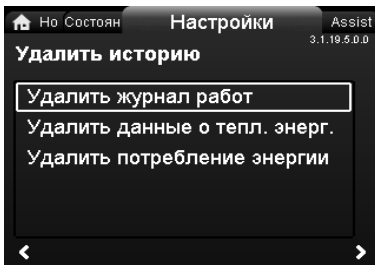 Но Состоян Настройки Assist
3.1.19.5.0.0
Удалить историю
Удалить журнал работ
Удалить данные о тепл. энерг.
Удалить потребление энергии